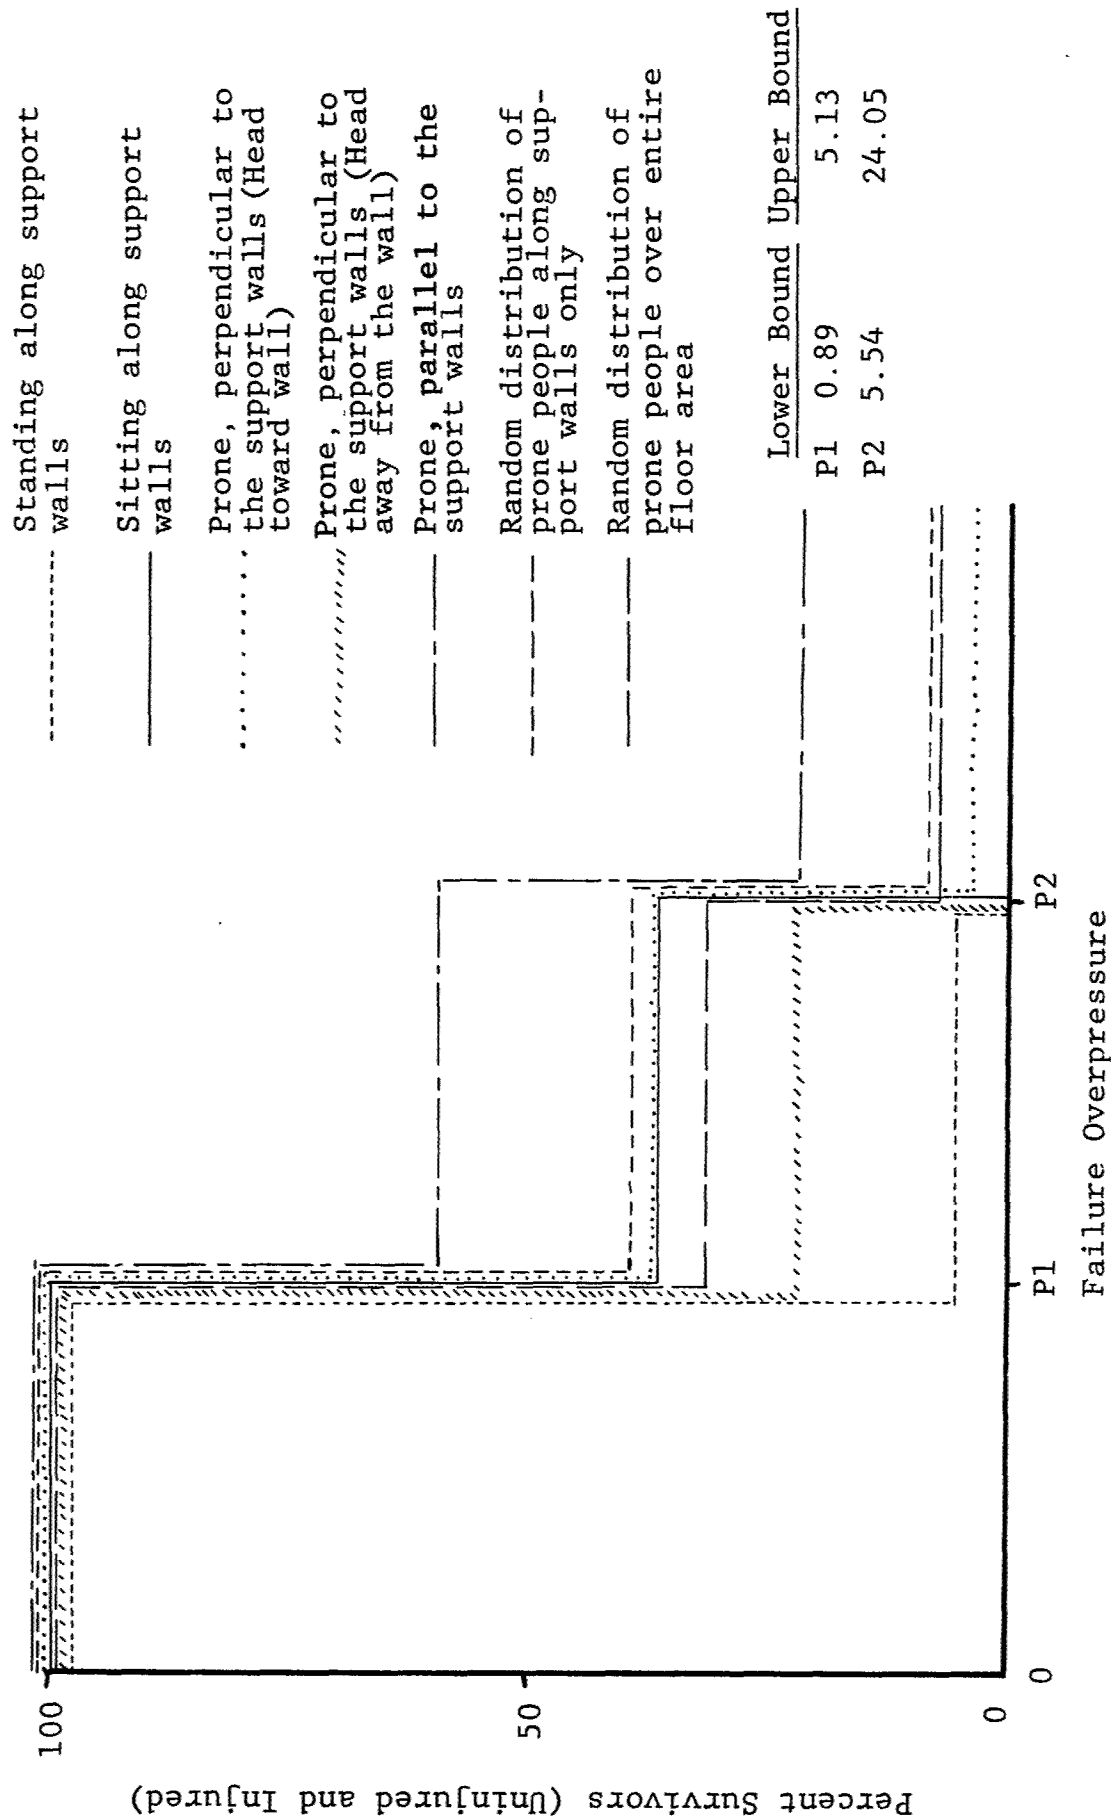 Standing along support
walls
Sitting along support
walls
Prone, perpendicular to
the support walls (Head
toward wall)
Prone, perpendicular to
the support walls (Head
away from the wall)
Prone, parallel to the
support walls
Random distribution of
prone people along sup-
port walls only
Random distribution of
prone people over entire
floor area
Lower Bound Upper Bound
P1 0.89 5.13
P2 5.54 24.05
Percent Survivors (Uninjured and Injured)
100
50
0
0
P1
P2
Failure Overpressure